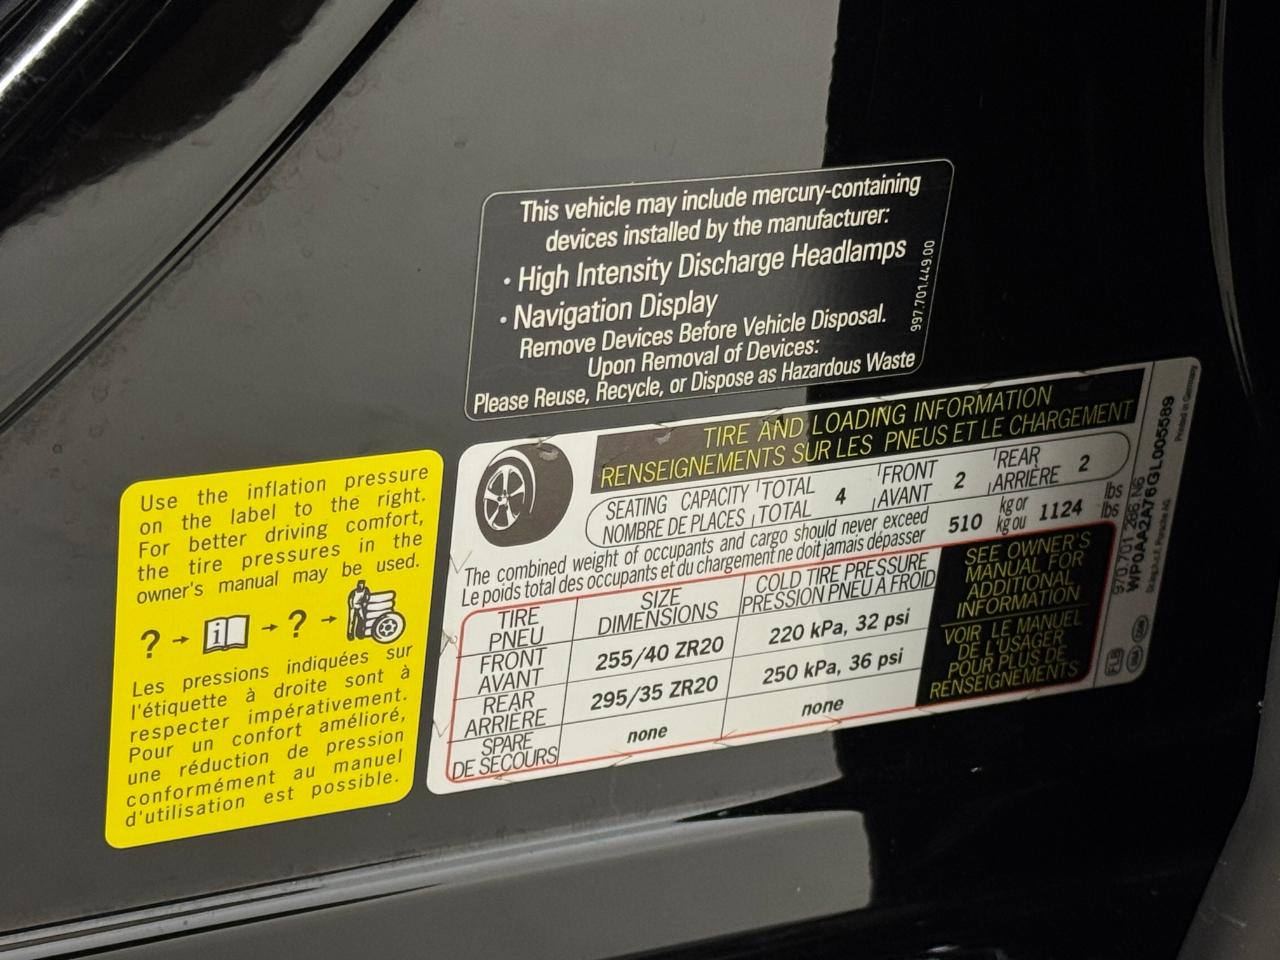 This vehicle may include mercury-containing
devices installed by the manufacturer:
· High Intensity Discharge Headlamps
· Navigation Display
Remove Devices Before Vehicle Disposal.
Upon Removal of Devices:
Please Reuse, Recycle, or Dispose as Hazardous Waste
997.701.449.00
Use the inflation pressure
on the label to the right.
For better driving comfort,
the tire pressures in the
owner's manual may be used.
? → i → ? →
Les pressions indiquées sur
l'étiquette à droite sont à
respecter impérativement.
Pour un confort amélioré,
une réduction de pression
conformément au manuel
d'utilisation est possible.
TIRE AND LOADING INFORMATION
RENSEIGNEMENTS SUR LES PNEUS ET LE CHARGEMENT
SEATING CAPACITY TOTAL 4 FRONT 2 REAR 2
NOMBRE DE PLACES TOTAL AVANT ARRIÈRE
The combined weight of occupants and cargo should never exceed 510 kg or 1124 lbs
Le poids total des occupants et du chargement ne doit jamais dépasser kg ou lbs
TIRE SIZE COLD TIRE PRESSURE
PNEU DIMENSIONS PRESSION PNEU A FROID
FRONT 255/40 ZR20 220 kPa, 32 psi
AVANT
REAR 295/35 ZR20 250 kPa, 36 psi
ARRIÈRE
SPARE none none
DE SECOURS
SEE OWNER'S
MANUAL FOR
ADDITIONAL
INFORMATION
VOIR LE MANUEL
DE L'USAGER
POUR PLUS DE
RENSEIGNEMENTS
970.701.286.N6
WP0AA2A76GL005589
Printed in Germany
FLB